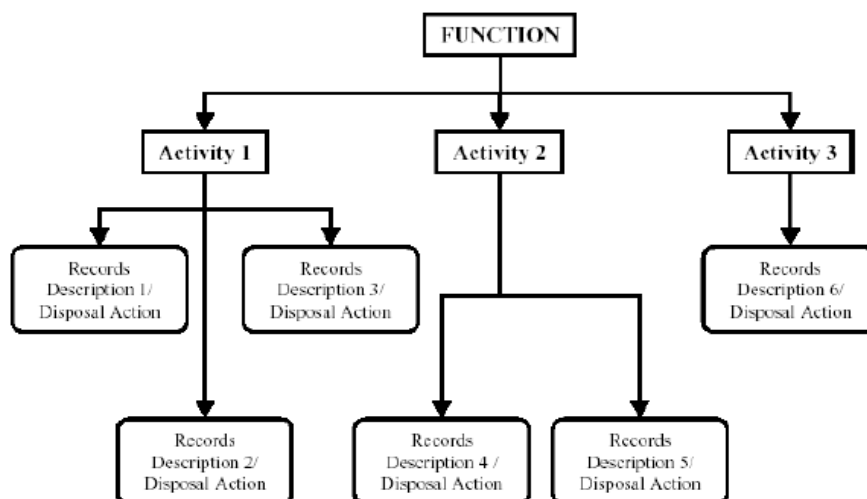 FUNCTION
Activity 1
Activity 2
Activity 3
Records
Description 1/
Disposal Action
Records
Description 3/
Disposal Action
Records
Description 6/
Disposal Action
Records
Description 2/
Disposal Action
Records
Description 4 /
Disposal Action
Records
Description 5/
Disposal Action